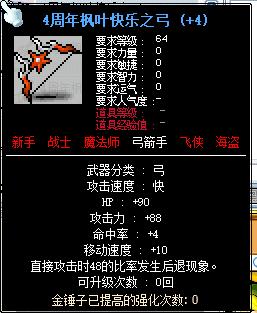 4周年枫叶快乐之弓 (+4)
要求等级： 64
要求力量： 0
要求敏捷： 0
要求智力： 0
要求运气： 0
要求人气度： -
道具等级： -
道具经验值： -
新手 战士 魔法师 弓箭手 飞侠 海盗
武器分类 : 弓
攻击速度 : 快
HP : +90
攻击力 : +88
命中率 : +4
移动速度 : +10
直接攻击时48的比率发生后退现象。
可升级次数 : 0回
金锤子已提高的强化次数: 0